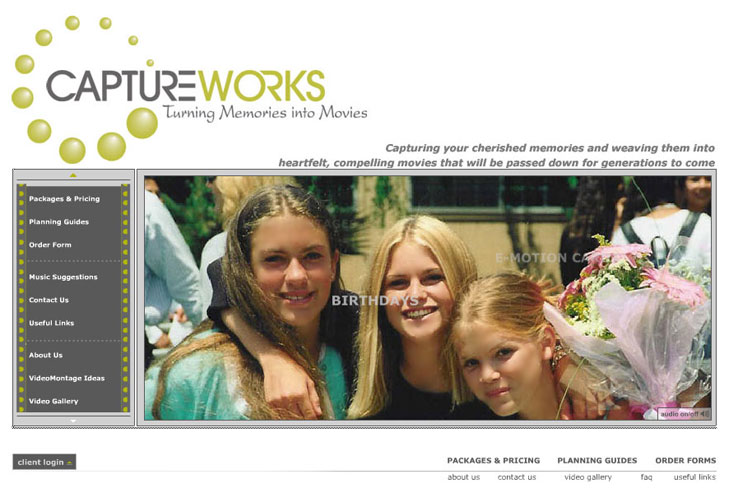 CAPTUREWORKS
Turning Memories into Movies
Capturing your cherished memories and weaving them into
heartfelt, compelling movies that will be passed down for generations to come
Packages & Pricing
Planning Guides
Order Form
Music Suggestions
Contact Us
Useful Links
About Us
VideoMontage Ideas
Video Gallery
E-MOTION
BIRTHDAYS
audio on/off
client login
PACKAGES & PRICING PLANNING GUIDES ORDER FORMS
about us contact us video gallery faq useful links